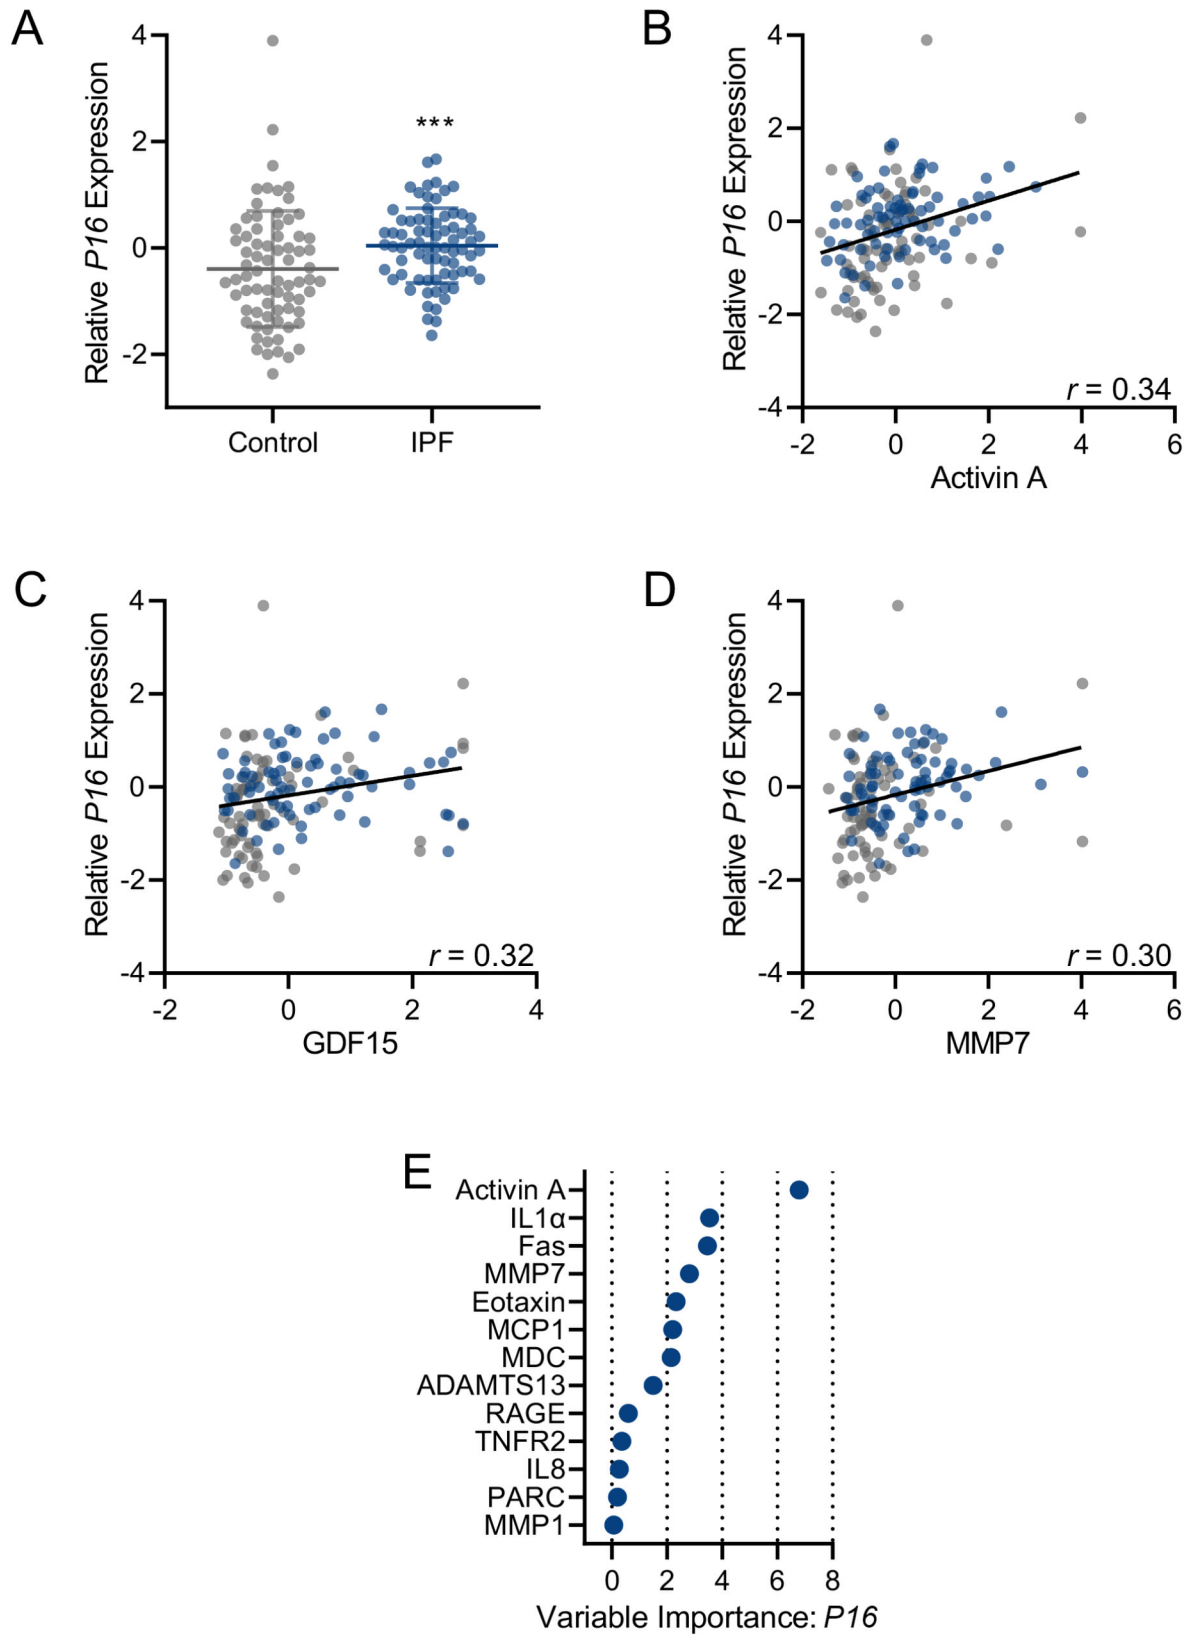 A
4
2
0
-2
Relative P16 Expression
***
Control
IPF
B
4
2
0
-2
-4
Relative P16 Expression
r = 0.34
-2 0 2 4 6
Activin A
C
4
2
0
-2
-4
Relative P16 Expression
r = 0.32
-2 0 2 4
GDF15
D
4
2
0
-2
-4
Relative P16 Expression
r = 0.30
-2 0 2 4 6
MMP7
E
Activin A
IL1α
Fas
MMP7
Eotaxin
MCP1
MDC
ADAMTS13
RAGE
TNFR2
IL8
PARC
MMP1
0 2 4 6 8
Variable Importance: P16